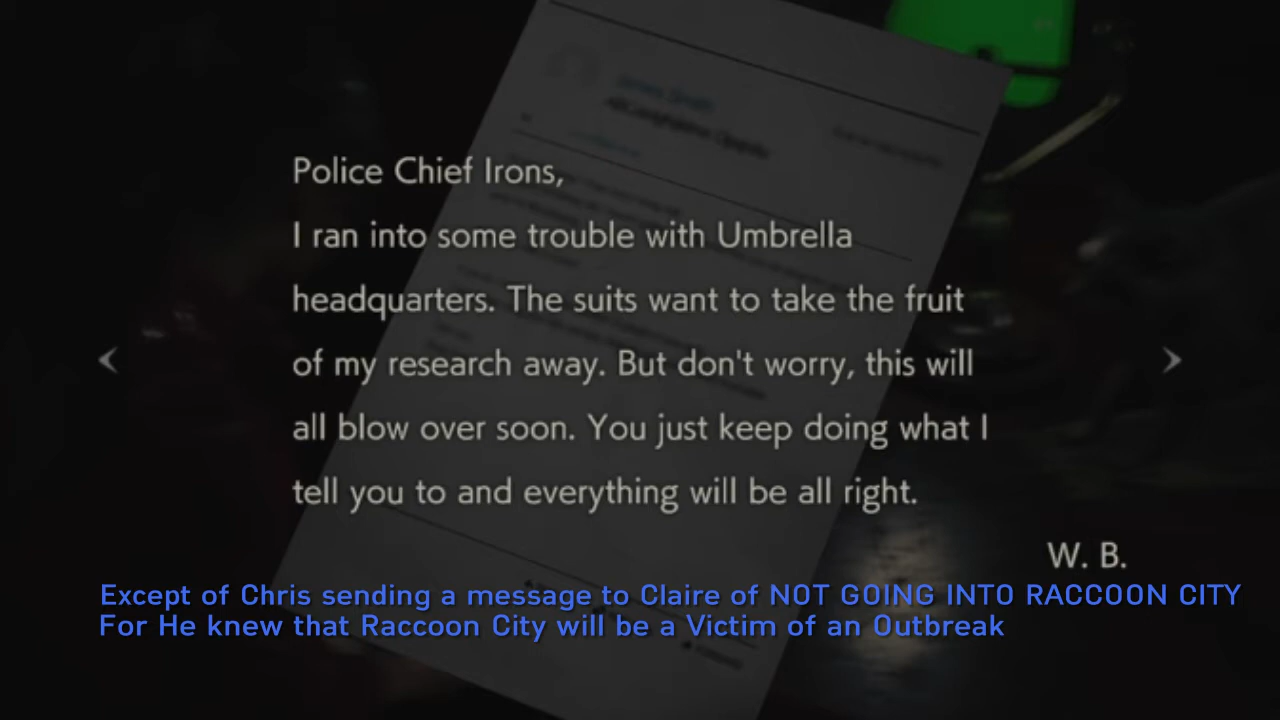 Police Chief Irons,
I ran into some trouble with Umbrella
headquarters. The suits want to take the fruit
of my research away. But don't worry, this will
all blow over soon. You just keep doing what I
tell you to and everything will be all right.
W. B.
Except of Chris sending a message to Claire of NOT GOING INTO RACCOON CITY
For He knew that Raccoon City will be a Victim of an Outbreak